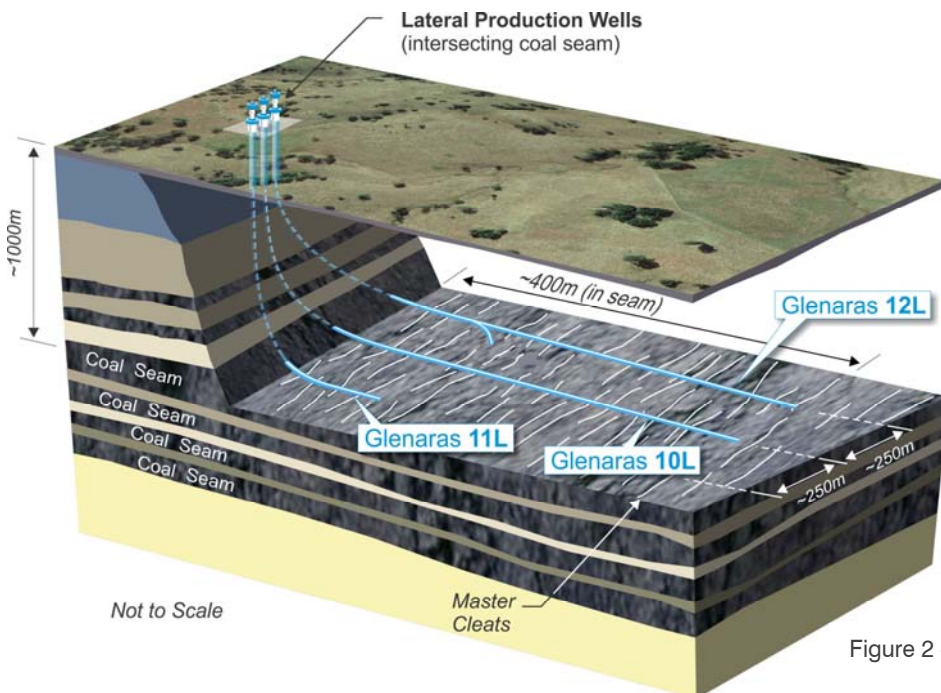 Lateral Production Wells
(intersecting coal seam)
~1000m
~400m (in seam)
Glenaras 12L
Coal Seam
Coal Seam
Coal Seam
Coal Seam
Glenaras 11L
Glenaras 10L
~250m
~250m
Not to Scale
Master
Cleats
Figure 2